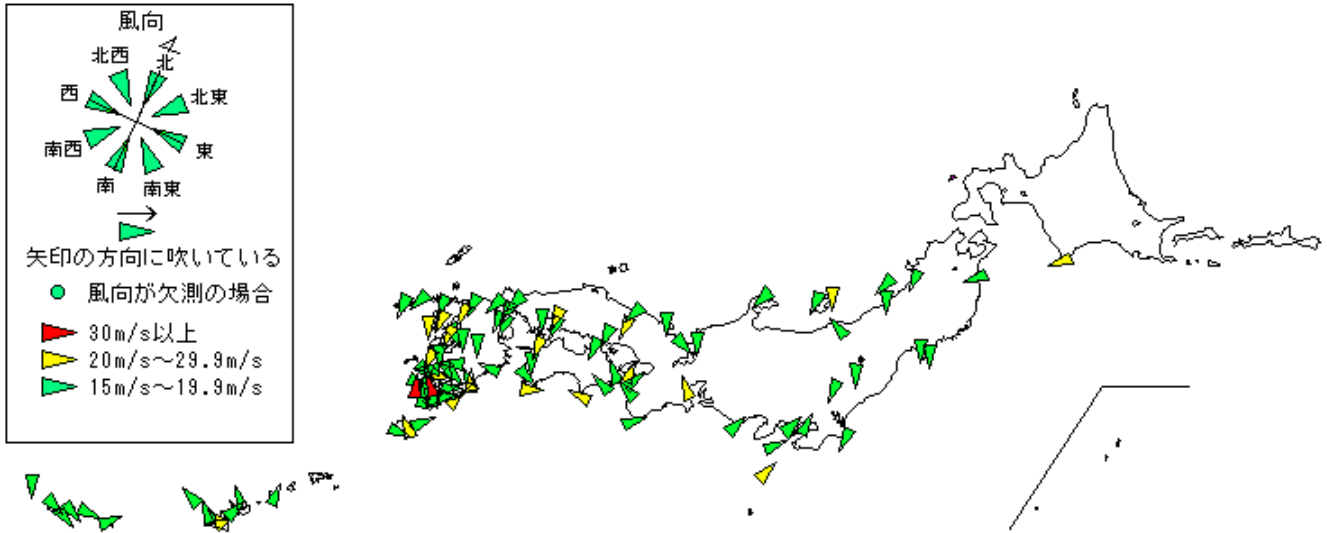 風向
北西
北
西
北東
南西
東
南
南東
矢印の方向に吹いている
風向が欠測の場合
30m/s以上
20m/s～29.9m/s
15m/s～19.9m/s